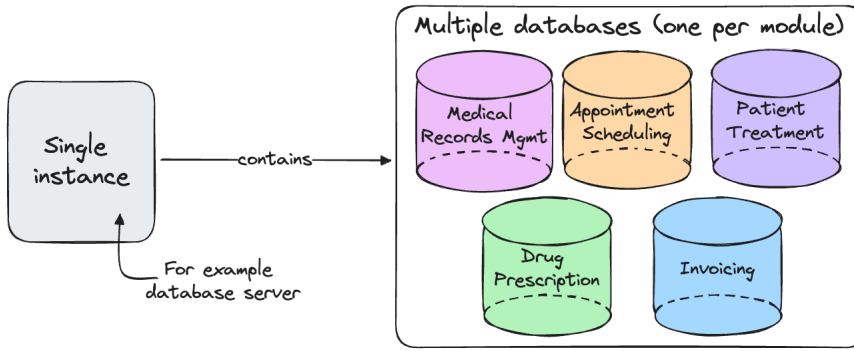 Multiple databases (one per module)
Medical
Records Mgmt
Appointment
Scheduling
Patient
Treatment
Single
instance
contains
Drug
Prescription
Invoicing
For example
database server